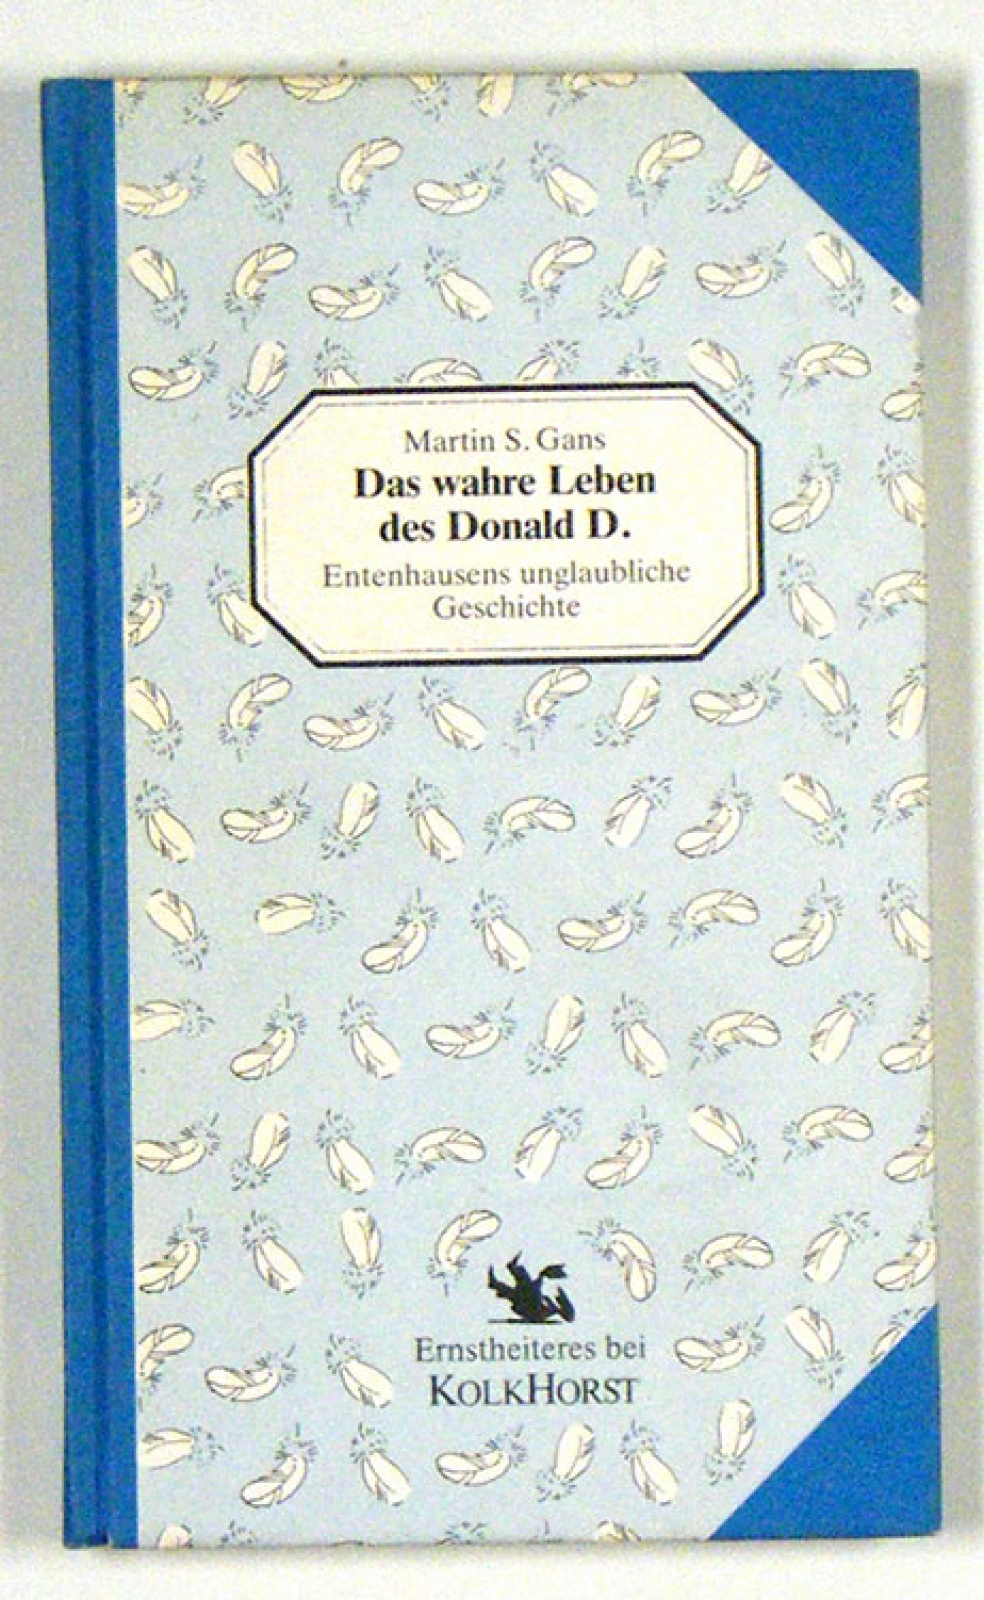 Martin S. Gans
Das wahre Leben
des Donald D.
Entenhausens unglaubliche
Geschichte
Ernstheiteres bei
KOLKHORST